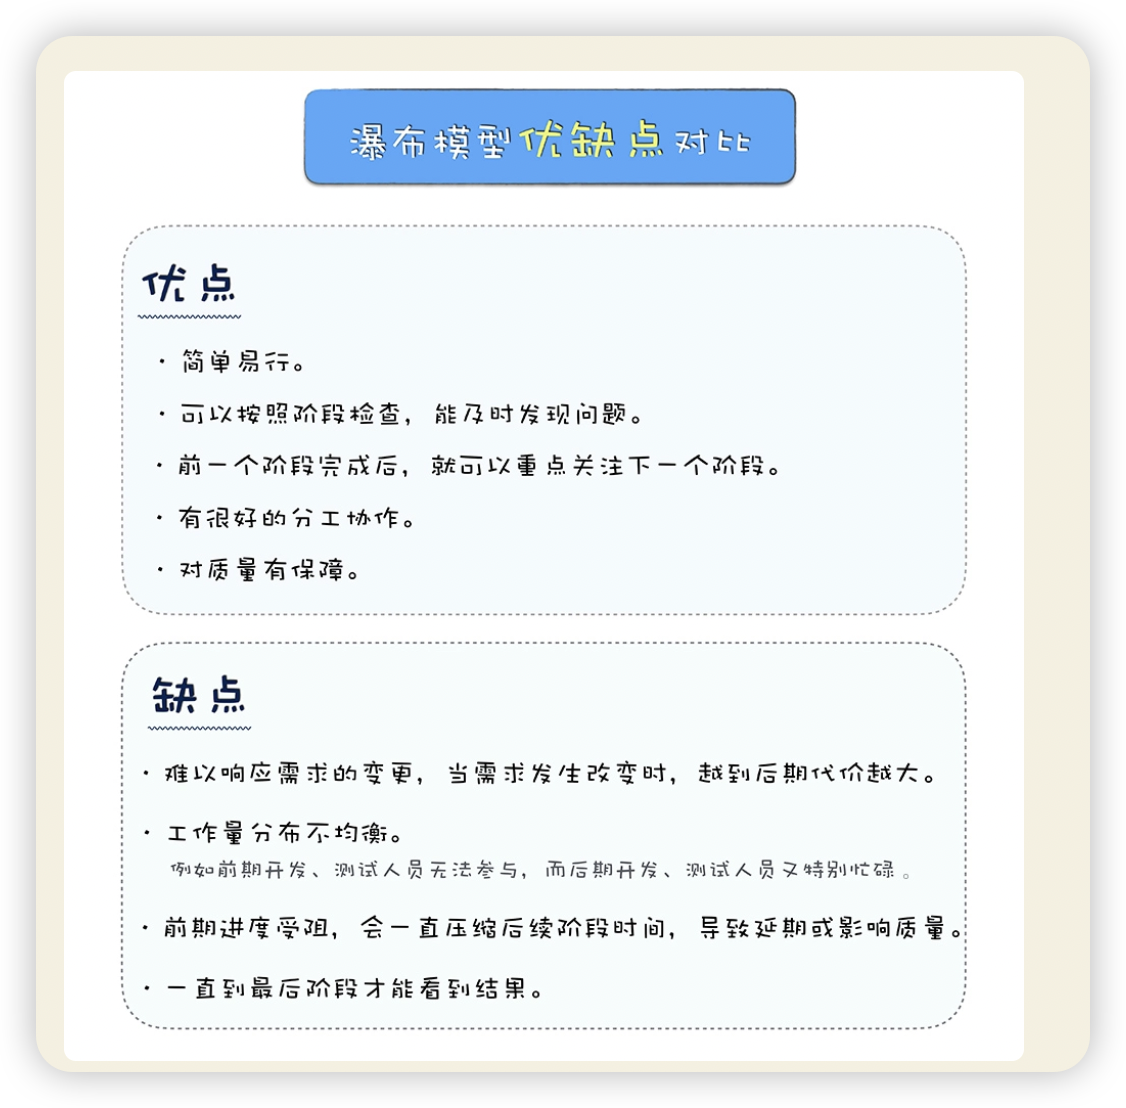 瀑布模型优缺点对比
优点
· 简单易行。
· 可以按照阶段检查，能及时发现问题。
· 前一个阶段完成后，就可以重点关注下一个阶段。
· 有很好的分工协作。
· 对质量有保障。
缺点
· 难以响应需求的变更，当需求发生改变时，越到后期代价越大。
· 工作量分布不均衡。
例如前期开发、测试人员无法参与，而后期开发、测试人员又特别忙碌。
· 前期进度受阻，会一直压缩后续阶段时间，导致延期或影响质量。
· 一直到最后阶段才能看到结果。